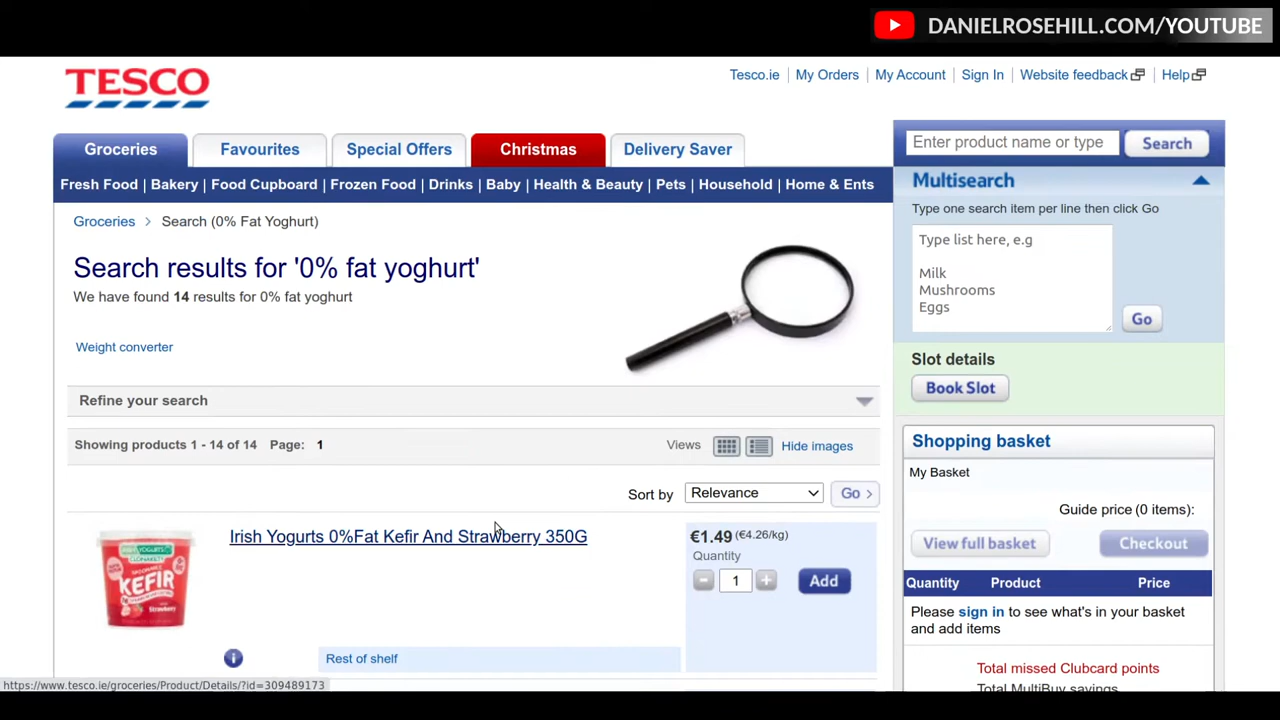 DANIELROSEHILL.COM/YOUTUBE
TESCO
Tesco.ie | My Orders | My Account | Sign In | Website feedback | Help
Groceries
Favourites
Special Offers
Christmas
Delivery Saver
Enter product name or type
Search
Fresh Food | Bakery | Food Cupboard | Frozen Food | Drinks | Baby | Health & Beauty | Pets | Household | Home & Ents
Multisearch
Type one search item per line then click Go
Type list here, e.g
Milk
Mushrooms
Eggs
Go
Groceries > Search (0% Fat Yoghurt)
Search results for '0% fat yoghurt'
We have found 14 results for 0% fat yoghurt
Weight converter
Slot details
Book Slot
Refine your search
Showing products 1 - 14 of 14 Page: 1
Views
Hide images
Sort by
Relevance
Go >
Shopping basket
My Basket
Guide price (0 items):
View full basket
Checkout
Quantity Product Price
Please sign in to see what's in your basket
and add items
Total missed Clubcard points
Total MultiBuy savings
Irish Yogurts 0%Fat Kefir And Strawberry 350G
€1.49 (€4.26/kg)
Quantity
- 1 +
Add
KEFIR
Rest of shelf
https://www.tesco.ie/groceries/Product/Details/?id=309489173